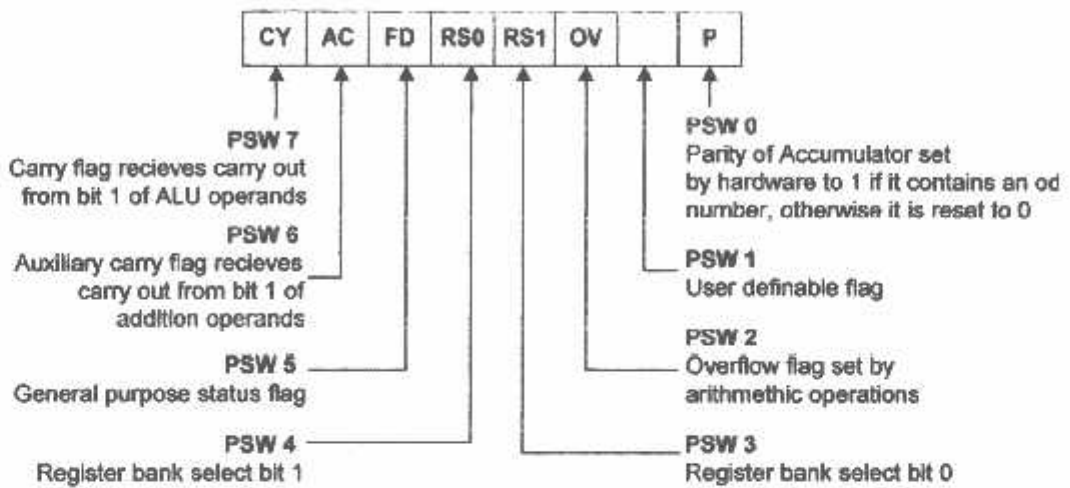 CY AC FD RS0 RS1 OV P
PSW 7
Carry flag recieves carry out
from bit 1 of ALU operands
PSW 6
Auxiliary carry flag recieves
carry out from bit 1 of
addition operands
PSW 5
General purpose status flag
PSW 4
Register bank select bit 1
PSW 0
Parity of Accumulator set
by hardware to 1 if it contains an od
number, otherwise it is reset to 0
PSW 1
User definable flag
PSW 2
Overflow flag set by
arithmethic operations
PSW 3
Register bank select bit 0